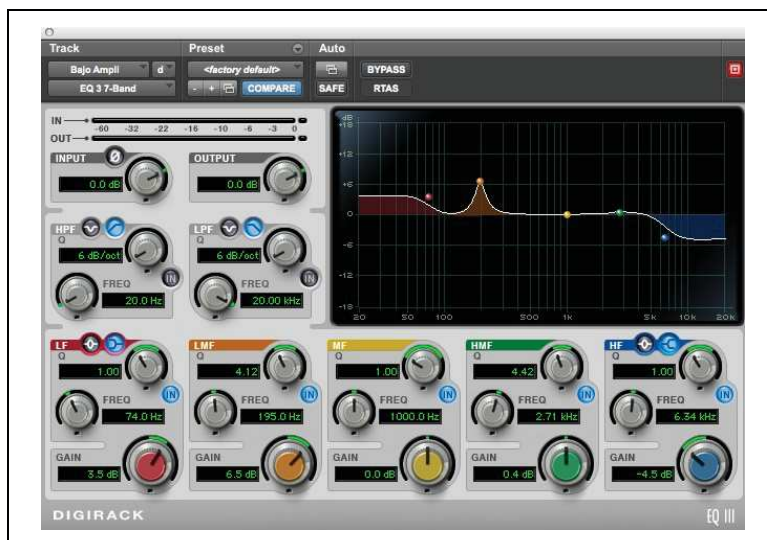 Track Preset Auto
Bajo Ampli d <factory default> BYPASS
EQ 3 7-Band - + COMPARE SAFE RTAS
IN
-60 -32 -22 -16 -10 -6 -3 0
OUT
INPUT Ø OUTPUT
0.0 dB 0.0 dB
HPF LPF
Q Q
6 dB/oct 6 dB/oct
IN IN
FREQ FREQ
20.0 Hz 20.00 kHz
dB
+18
+12
+6
0
-6
-12
-18
20 50 100 500 1k 5k 10k 20k
LF LMF MF HMF HF
Q Q Q Q Q
1.00 4.12 1.00 4.42 1.00
IN IN IN IN IN
FREQ FREQ FREQ FREQ FREQ
74.0 Hz 195.0 Hz 1000.0 Hz 2.71 kHz 6.34 kHz
GAIN GAIN GAIN GAIN GAIN
3.5 dB 6.5 dB 0.0 dB 0.4 dB -4.5 dB
DIGIRACK EQ III